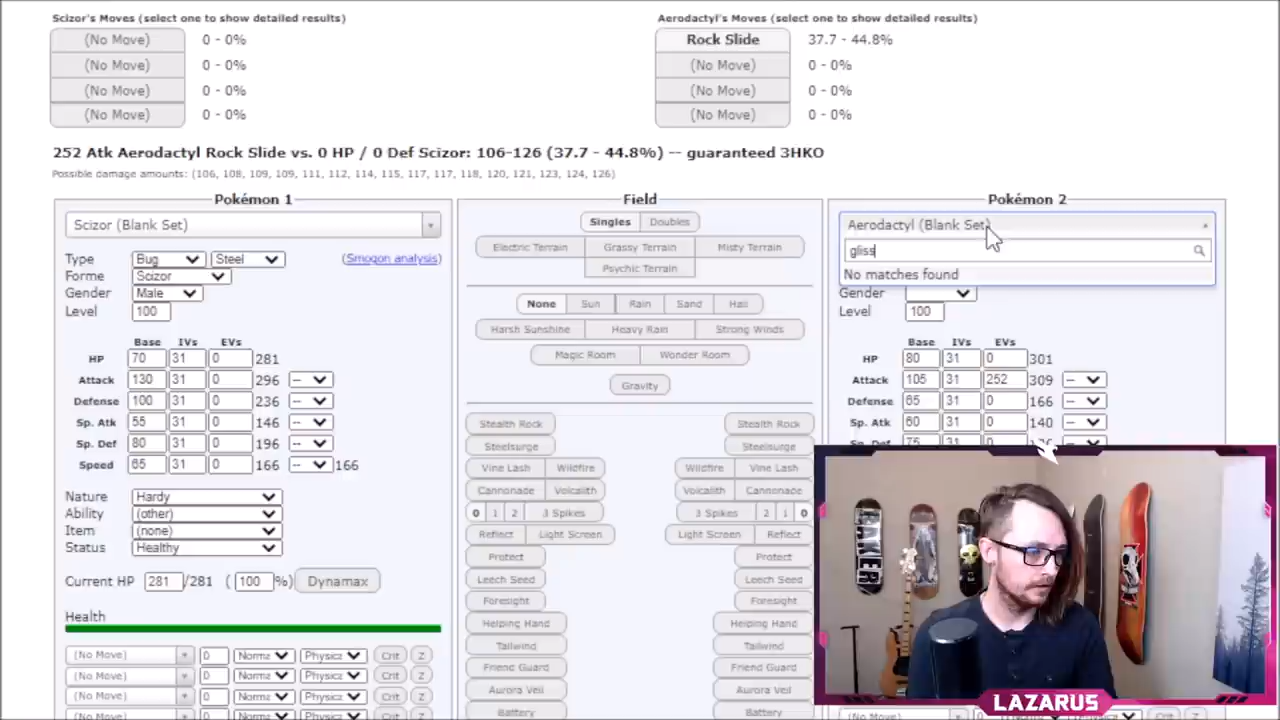 Scizor's Moves (select one to show detailed results)
Aerodactyl's Moves (select one to show detailed results)
(No Move) 0 - 0%
Rock Slide 37.7 - 44.8%
(No Move) 0 - 0%
(No Move) 0 - 0%
(No Move) 0 - 0%
(No Move) 0 - 0%
(No Move) 0 - 0%
(No Move) 0 - 0%
252 Atk Aerodactyl Rock Slide vs. 0 HP / 0 Def Scizor: 106-126 (37.7 - 44.8%) -- guaranteed 3HKO
Possible damage amounts: (106, 108, 109, 109, 111, 112, 114, 115, 117, 117, 118, 120, 121, 123, 124, 126)
Pokémon 1
Scizor (Blank Set)
Type Bug Steel (Smogon analysis)
Forme Scizor
Gender Male
Level 100
Base IVs EVs
HP 70 31 0 281
Attack 130 31 0 296 --
Defense 100 31 0 236 --
Sp. Atk 55 31 0 146 --
Sp. Def 80 31 0 196 --
Speed 65 31 0 166 -- 166
Nature Hardy
Ability (other)
Item (none)
Status Healthy
Current HP 281 /281 ( 100 %) Dynamax
Health
(No Move) 0 Norma Physica Crit Z
(No Move) 0 Norma Physica Crit Z
(No Move) 0 Norma Physica Crit Z
(No Move)
Field
Singles Doubles
Electric Terrain Grassy Terrain Misty Terrain
Psychic Terrain
None Sun Rain Sand Hail
Harsh Sunshine Heavy Rain Strong Winds
Magic Room Wonder Room
Gravity
Stealth Rock Stealth Rock
Steelsurge Steelsurge
Vine Lash Wildfire Wildfire Vine Lash
Cannonade Volcalith Volcalith Cannonade
0 1 2 3 Spikes 3 Spikes 2 1 0
Reflect Light Screen Light Screen Reflect
Protect Protect
Leech Seed Leech Seed
Foresight Foresight
Helping Hand Helping Hand
Tailwind Tailwind
Friend Guard Friend Guard
Aurora Veil Aurora Veil
Battery Battery
Pokémon 2
Aerodactyl (Blank Set)
gliss
No matches found
Gender
Level 100
Base IVs EVs
HP 80 31 0 301
Attack 105 31 252 309 --
Defense 65 31 0 166 --
Sp. Atk 60 31 0 140 --
Sp. Def 75 31 0
LAZARUS
(No Move)